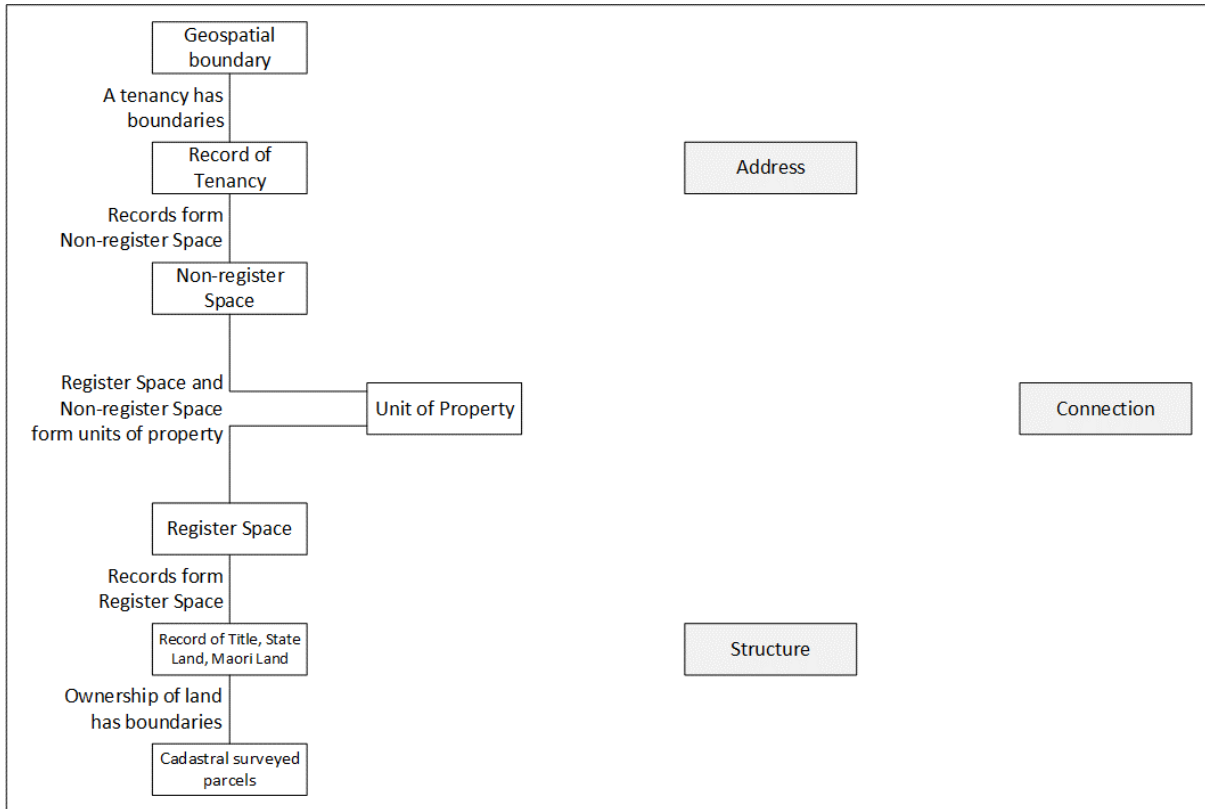 Geospatial
boundary
A tenancy has
boundaries
Record of
Tenancy
Address
Records form
Non-register Space
Non-register
Space
Register Space and
Non-register Space
form units of property
Unit of Property
Connection
Register Space
Records form
Register Space
Record of Title, State
Land, Maori Land
Structure
Ownership of land
has boundaries
Cadastral surveyed
parcels